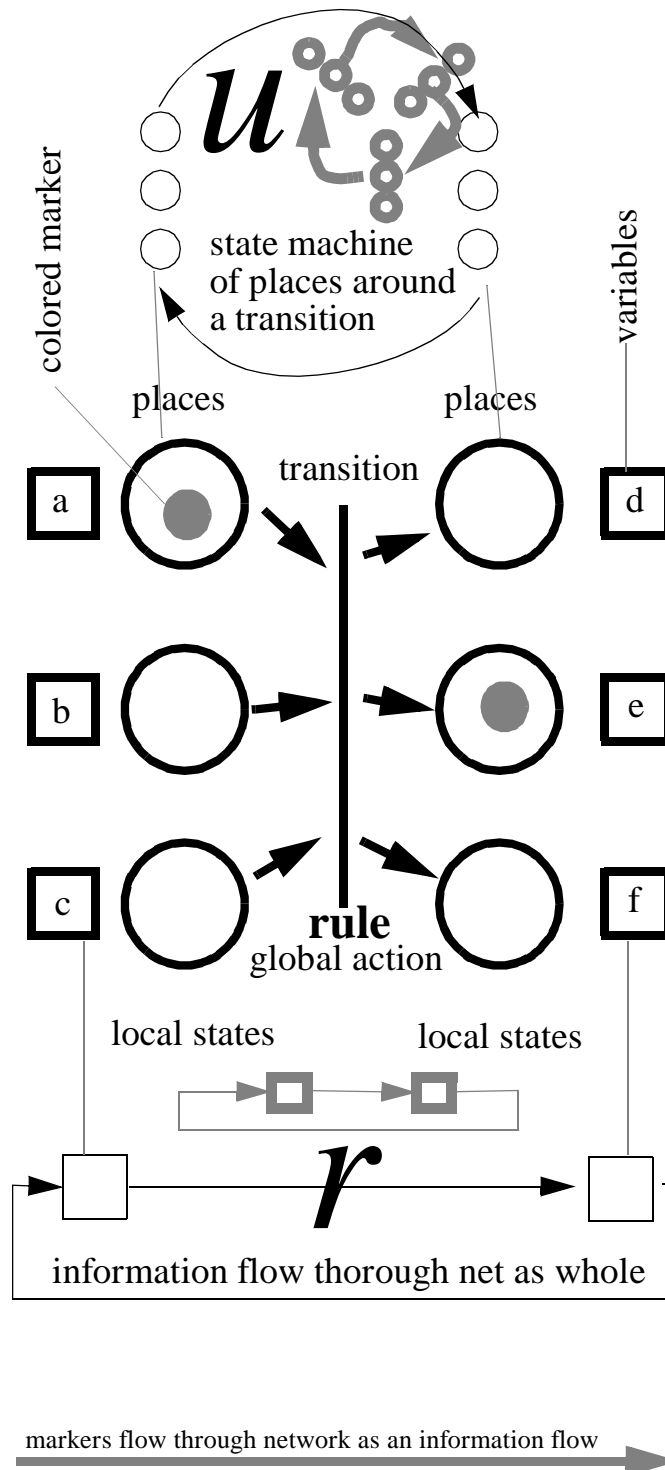 u
state machine
of places around
a transition
colored marker
variables
places
places
transition
a
d
b
e
c
f
rule
global action
local states
local states
r
information flow thorough net as whole
markers flow through network as an information flow